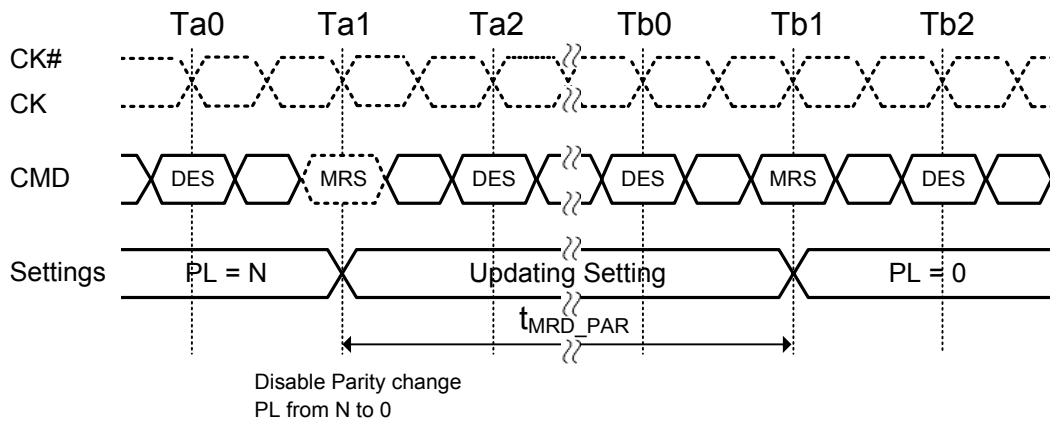 Ta0 Ta1 Ta2 Tb0 Tb1 Tb2
CK#
CK
CMD DES MRS DES DES MRS DES
Settings PL = N Updating Setting PL = 0
tMRD_PAR
Disable Parity change
PL from N to 0